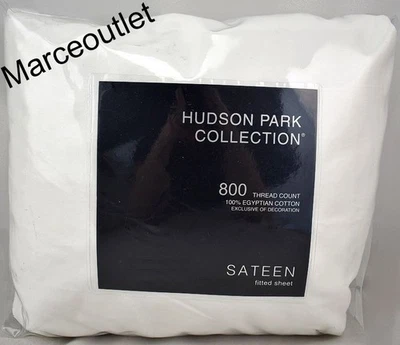 Marceoutlet
HUDSON PARK
COLLECTION®
800 THREAD COUNT
100% EGYPTIAN COTTON
EXCLUSIVE OF DECORATION
SATEEN
fitted sheet